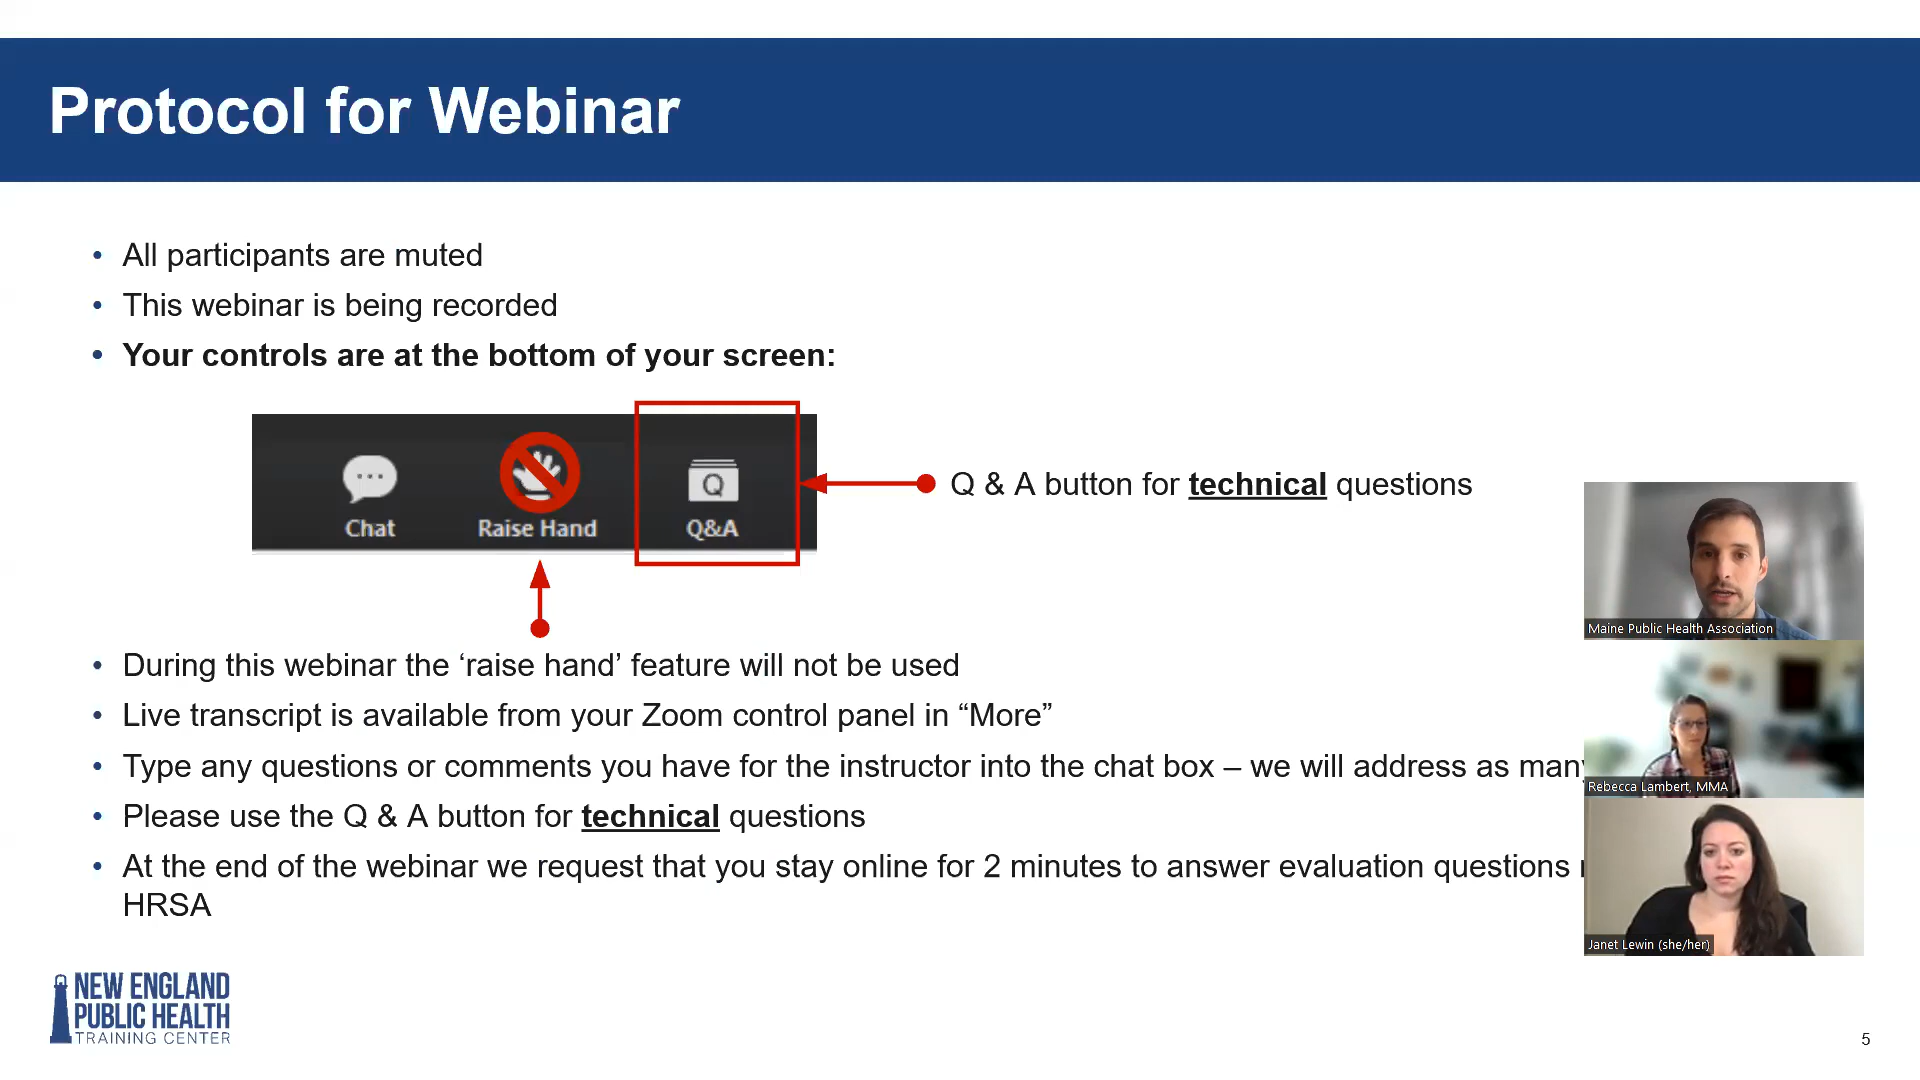 Protocol for Webinar
• All participants are muted
• This webinar is being recorded
• Your controls are at the bottom of your screen:
Chat
Raise Hand
Q
Q&A
Q & A button for technical questions
• During this webinar the ‘raise hand’ feature will not be used
• Live transcript is available from your Zoom control panel in “More”
• Type any questions or comments you have for the instructor into the chat box – we will address as many
• Please use the Q & A button for technical questions
• At the end of the webinar we request that you stay online for 2 minutes to answer evaluation questions
HRSA
Maine Public Health Association
Rebecca Lambert, MMA
Janet Lewin (she/her)
NEW ENGLAND
PUBLIC HEALTH
TRAINING CENTER
5